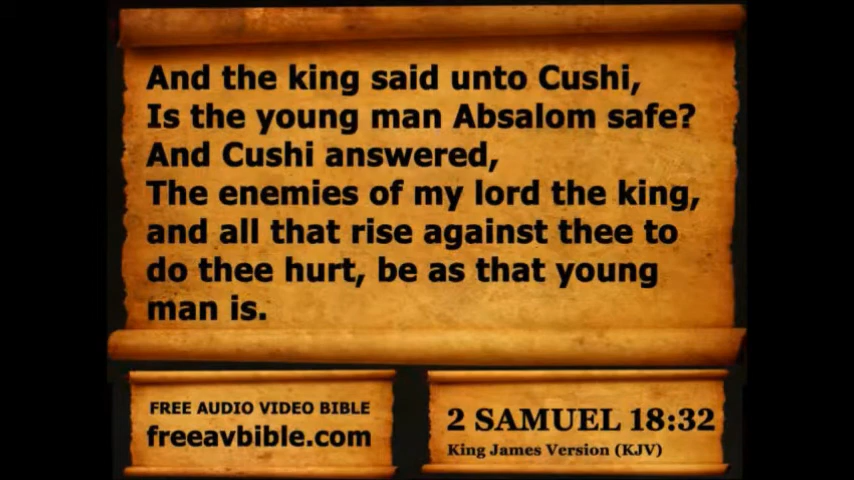 And the king said unto Cushi,
Is the young man Absalom safe?
And Cushi answered,
The enemies of my lord the king,
and all that rise against thee to
do thee hurt, be as that young
man is.
FREE AUDIO VIDEO BIBLE
freeavbible.com
2 SAMUEL 18:32
King James Version (KJV)